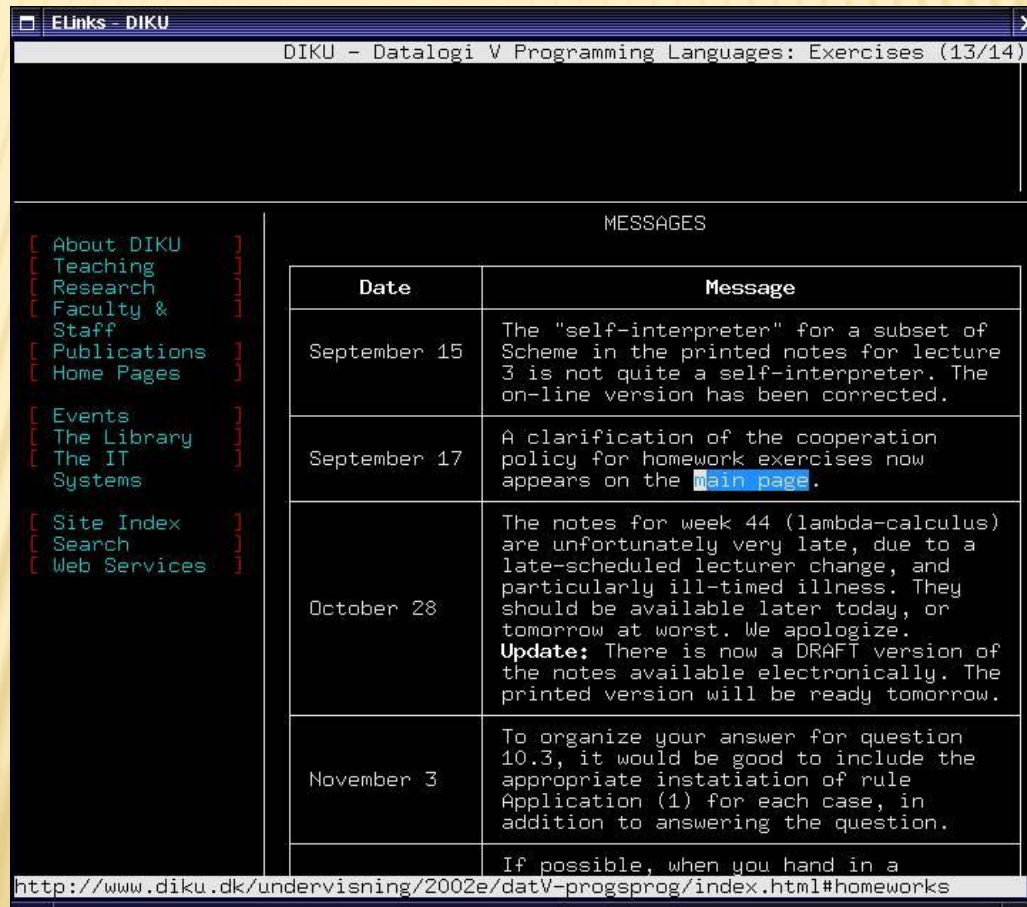 ELinks - DIKU
DIKU - Datalogi V Programming Languages: Exercises (13/14)
[ About DIKU ]
[ Teaching ]
[ Research ]
[ Faculty & ]
Staff
[ Publications ]
[ Home Pages ]
[ Events ]
[ The Library ]
[ The IT ]
Systems
[ Site Index ]
[ Search ]
[ Web Services ]
MESSAGES
Date Message
September 15
The "self-interpreter" for a subset of
Scheme in the printed notes for lecture
3 is not quite a self-interpreter. The
on-line version has been corrected.
September 17
A clarification of the cooperation
policy for homework exercises now
appears on the main page.
October 28
The notes for week 44 (lambda-calculus)
are unfortunately very late, due to a
late-scheduled lecturer change, and
particularly ill-timed illness. They
should be available later today, or
tomorrow at worst. We apologize.
Update: There is now a DRAFT version of
the notes available electronically. The
printed version will be ready tomorrow.
November 3
To organize your answer for question
10.3, it would be good to include the
appropriate instatiation of rule
Application (1) for each case, in
addition to answering the question.
If possible, when you hand in a
http://www.diku.dk/undervisning/2002e/datV-progsprog/index.html#homeworks